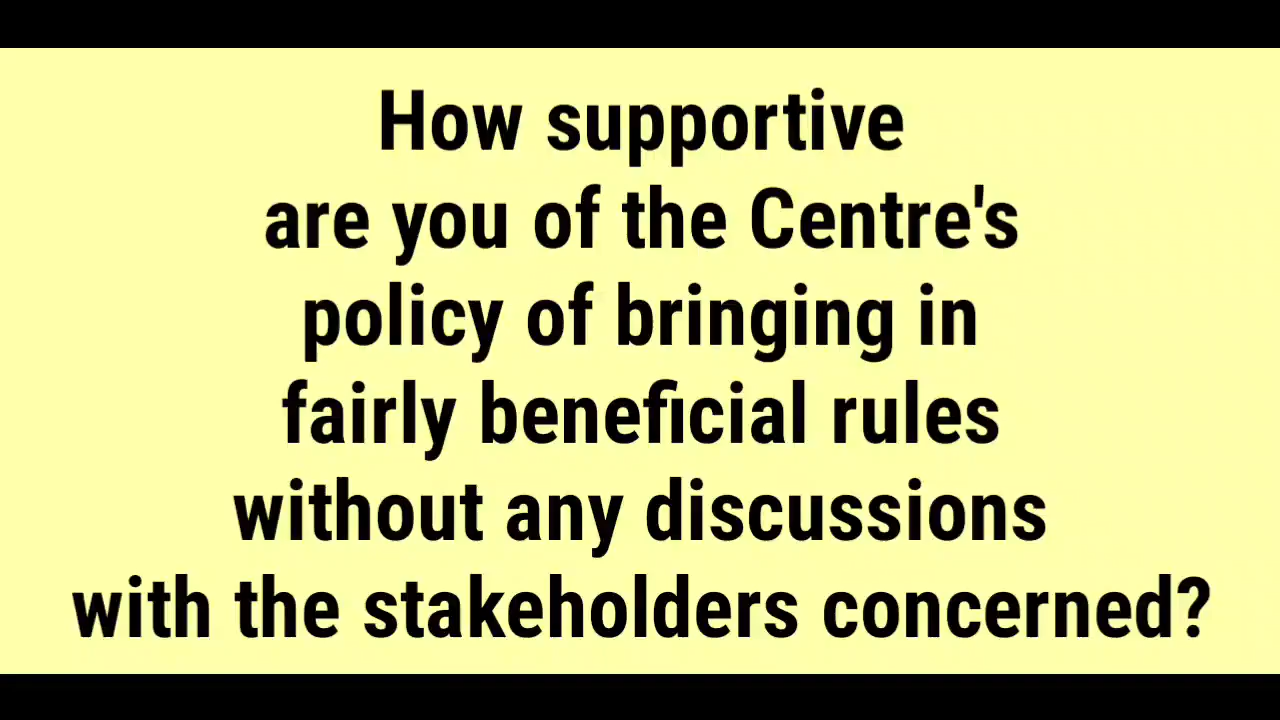 How supportive
are you of the Centre's
policy of bringing in
fairly beneficial rules
without any discussions
with the stakeholders concerned?